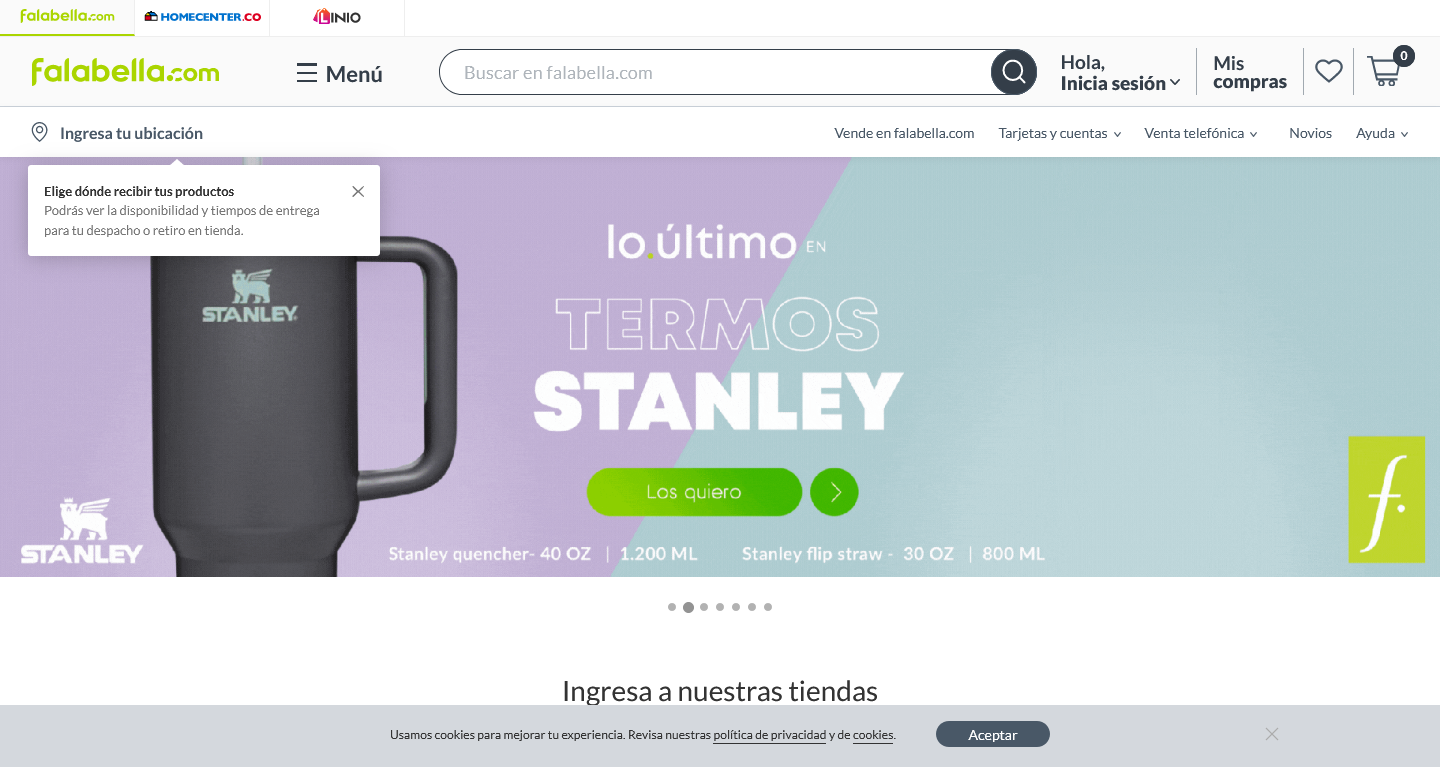 falabella.com
HOMECENTER.CO
LINIO
falabella.com
Menú
Buscar en falabella.com
Hola,
Inicia sesión
Mis
compras
0
Ingresa tu ubicación
Vende en falabella.com
Tarjetas y cuentas
Venta telefónica
Novios
Ayuda
Elige dónde recibir tus productos
Podrás ver la disponibilidad y tiempos de entrega
para tu despacho o retiro en tienda.
lo.último EN
TERMOS
STANLEY
STANLEY
Los quiero
f.
STANLEY
Stanley quencher- 40 OZ | 1.200 ML
Stanley flip straw - 30 OZ | 800 ML
Ingresa a nuestras tiendas
Usamos cookies para mejorar tu experiencia. Revisa nuestras política de privacidad y de cookies.
Aceptar